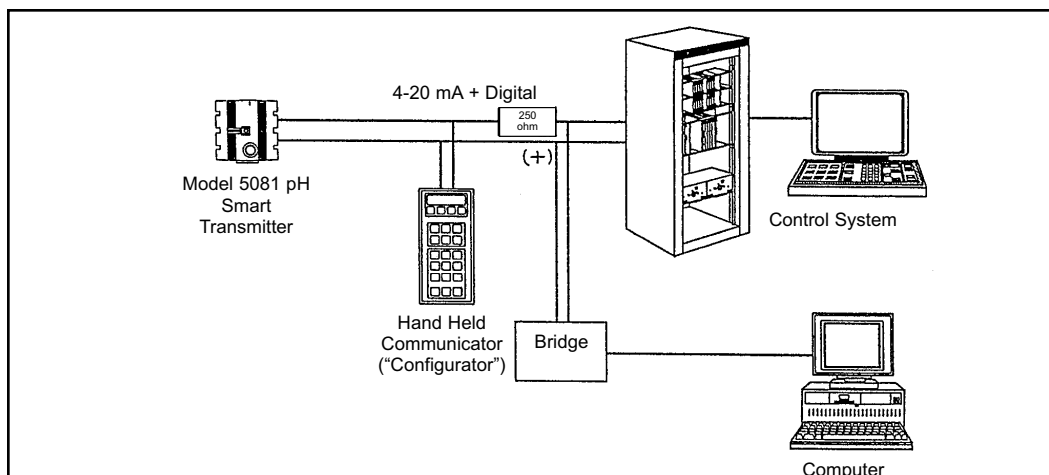 4-20 mA + Digital
250
ohm
(+)
Model 5081 pH
Smart
Transmitter
Control System
Hand Held
Communicator
(“Configurator”)
Bridge
Computer